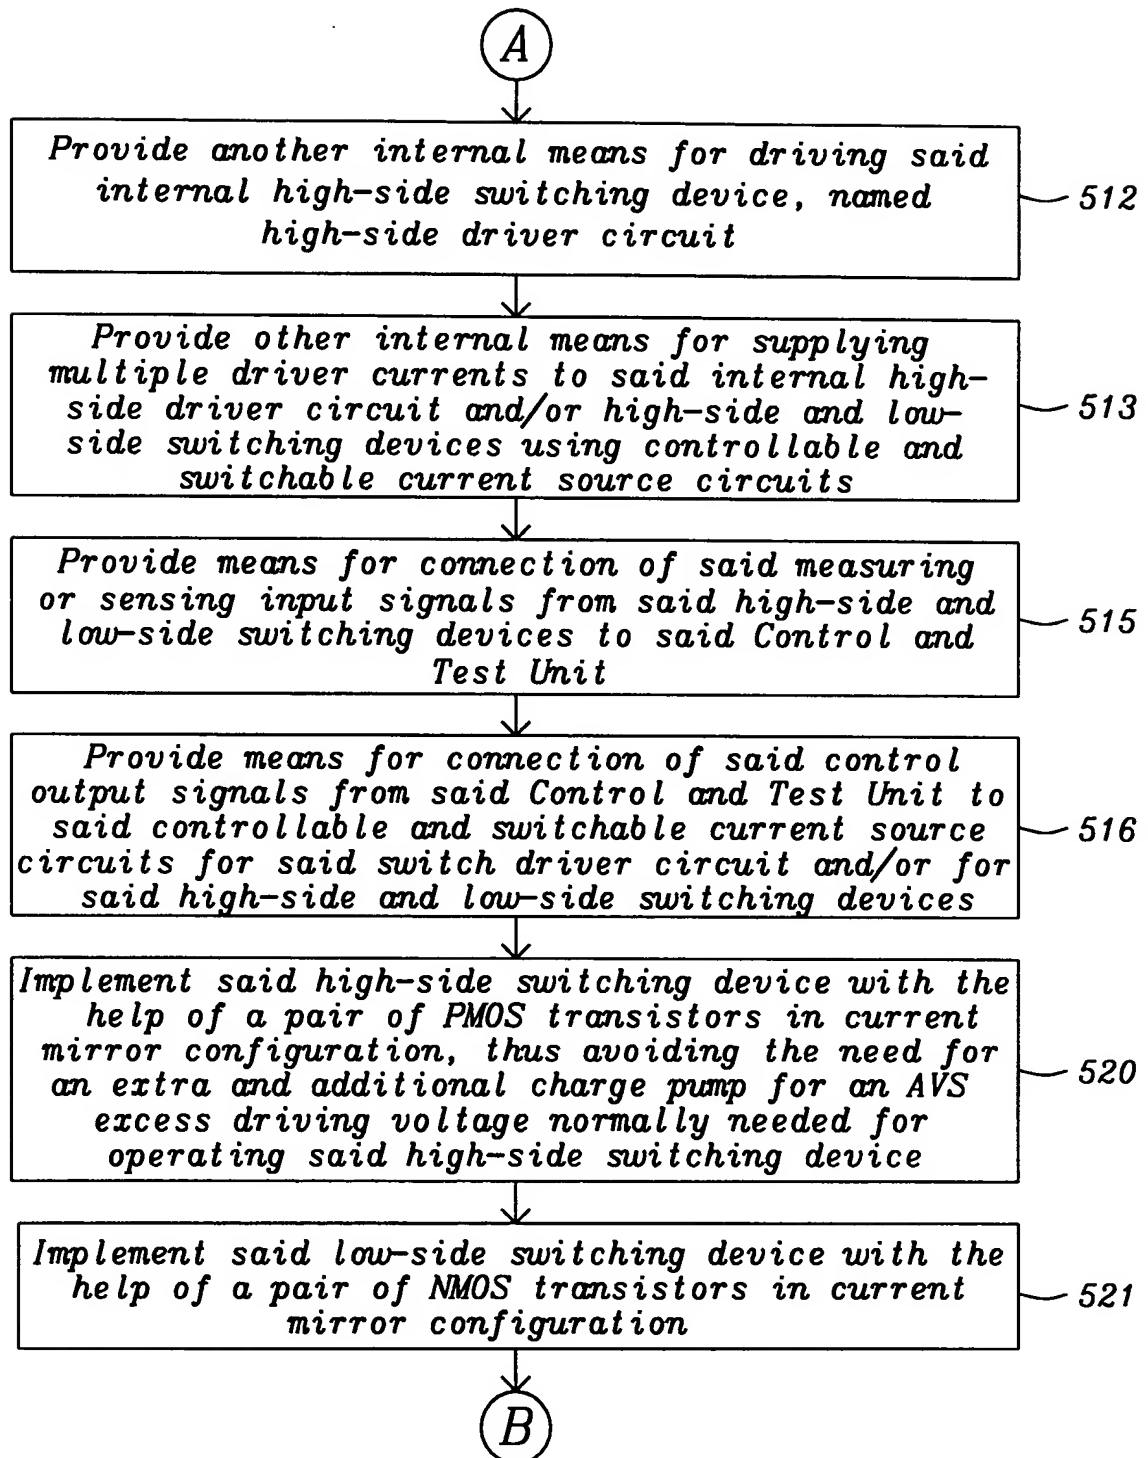 A
Provide another internal means for driving said
internal high-side switching device, named
high-side driver circuit
512
Provide other internal means for supplying
multiple driver currents to said internal high-
side driver circuit and/or high-side and low-
side switching devices using controllable and
switchable current source circuits
513
Provide means for connection of said measuring
or sensing input signals from said high-side and
low-side switching devices to said Control and
Test Unit
515
Provide means for connection of said control
output signals from said Control and Test Unit to
said controllable and switchable current source
circuits for said switch driver circuit and/or for
said high-side and low-side switching devices
516
Implement said high-side switching device with the
help of a pair of PMOS transistors in current
mirror configuration, thus avoiding the need for
an extra and additional charge pump for an AVS
excess driving voltage normally needed for
operating said high-side switching device
520
Implement said low-side switching device with the
help of a pair of NMOS transistors in current
mirror configuration
521
B